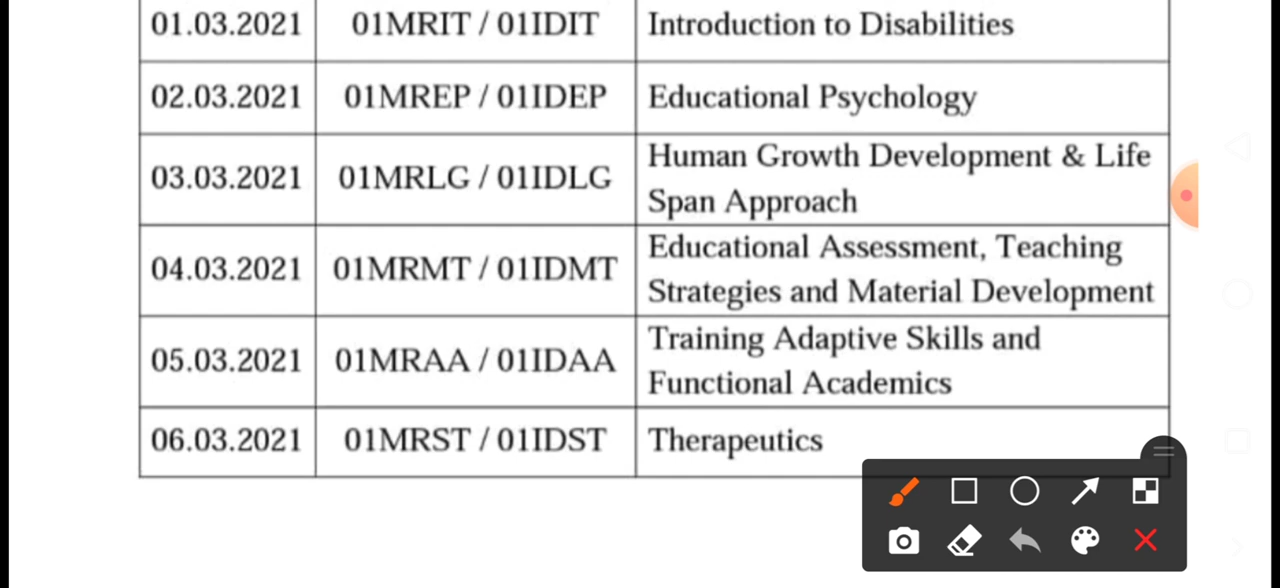 01.03.2021 01MRIT / 01IDIT Introduction to Disabilities
02.03.2021 01MREP / 01IDEP Educational Psychology
03.03.2021 01MRLG / 01IDLG Human Growth Development & Life
Span Approach
04.03.2021 01MRMT / 01IDMT Educational Assessment, Teaching
Strategies and Material Development
05.03.2021 01MRAA / 01IDAA Training Adaptive Skills and
Functional Academics
06.03.2021 01MRST / 01IDST Therapeutics